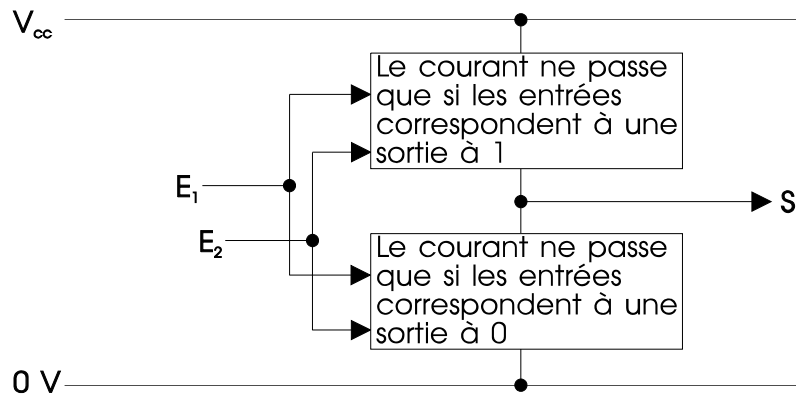 Vcc
Le courant ne passe
que si les entrées
correspondent à une
sortie à 1
E1
S
E2
Le courant ne passe
que si les entrées
correspondent à une
sortie à 0
0 V